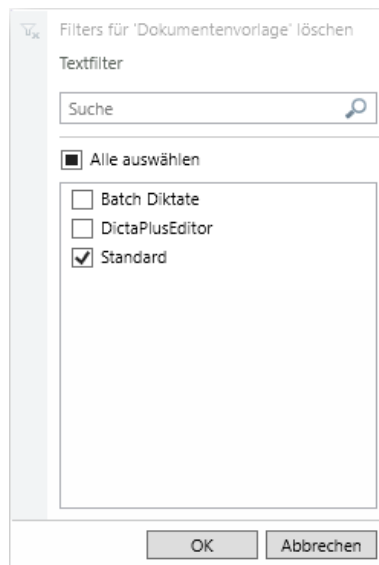 Filters für 'Dokumentenvorlage' löschen
Textfilter
Suche
Alle auswählen
Batch Diktate
DictaPlusEditor
Standard
OK Abbrechen